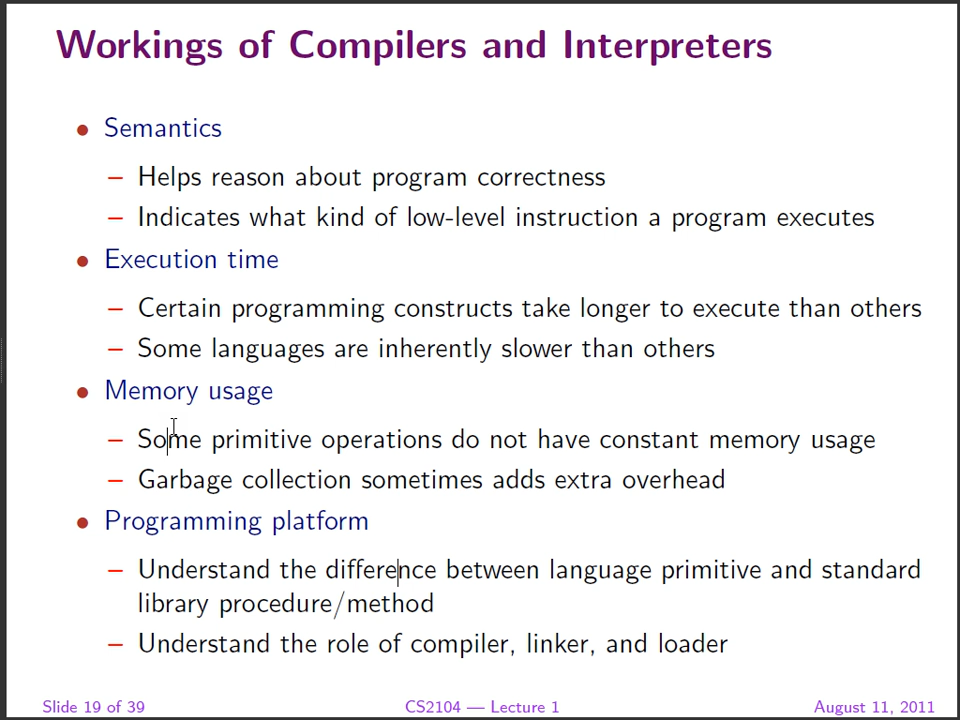 Workings of Compilers and Interpreters
• Semantics
– Helps reason about program correctness
– Indicates what kind of low-level instruction a program executes
• Execution time
– Certain programming constructs take longer to execute than others
– Some languages are inherently slower than others
• Memory usage
– Some primitive operations do not have constant memory usage
– Garbage collection sometimes adds extra overhead
• Programming platform
– Understand the difference between language primitive and standard
library procedure/method
– Understand the role of compiler, linker, and loader
Slide 19 of 39 CS2104 — Lecture 1 August 11, 2011